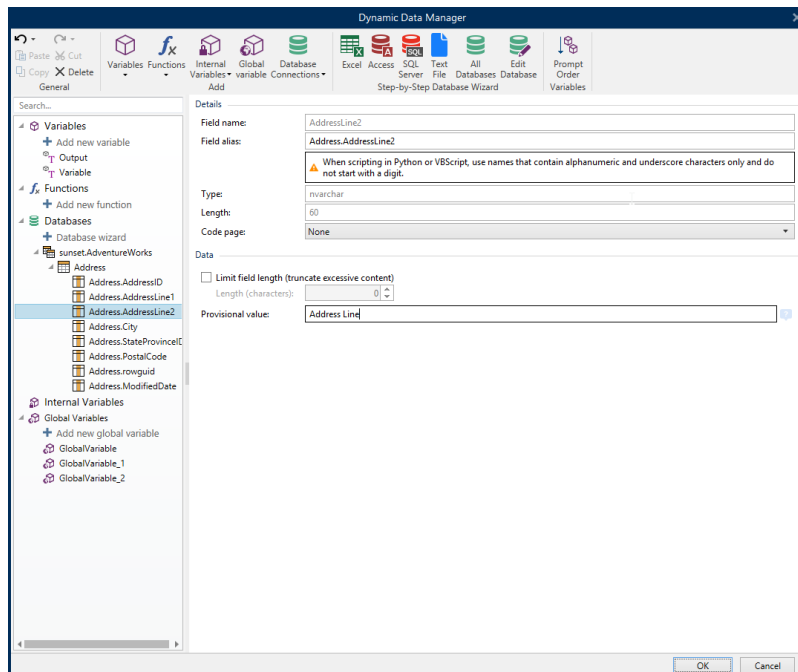 Dynamic Data Manager
Paste Cut
Copy Delete
General
Variables Functions Internal Variables Global variable Database Connections
Add
Excel Access SQL Server Text File All Databases Edit Database
Step-by-Step Database Wizard
Prompt Order
Variables
Search...
Variables
Add new variable
Output
Variable
Functions
Add new function
Databases
Database wizard
sunset.AdventureWorks
Address
Address.AddressID
Address.AddressLine1
Address.AddressLine2
Address.City
Address.StateProvinceID
Address.PostalCode
Address.rowguid
Address.ModifiedDate
Internal Variables
Global Variables
Add new global variable
GlobalVariable
GlobalVariable_1
GlobalVariable_2
Details
Field name: AddressLine2
Field alias: Address.AddressLine2
When scripting in Python or VBScript, use names that contain alphanumeric and underscore characters only and do
not start with a digit.
Type: nvarchar
Length: 60
Code page: None
Data
Limit field length (truncate excessive content)
Length (characters): 0
Provisional value: Address Line
OK Cancel